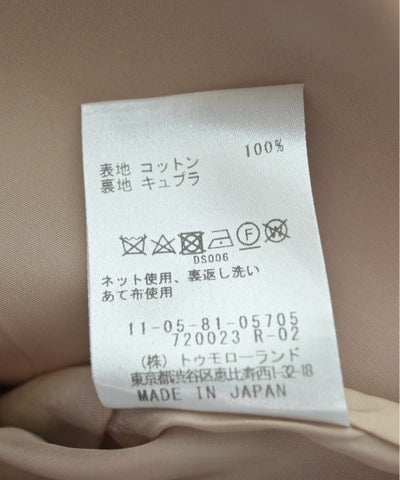 表地 コットン 100%
裏地 キュプラ
DS006
ネット使用、裏返し洗い
あて布使用
11-05-81-05705
720023 R-02
(株) トゥモローランド
東京都渋谷区恵比寿西1-32-18
MADE IN JAPAN